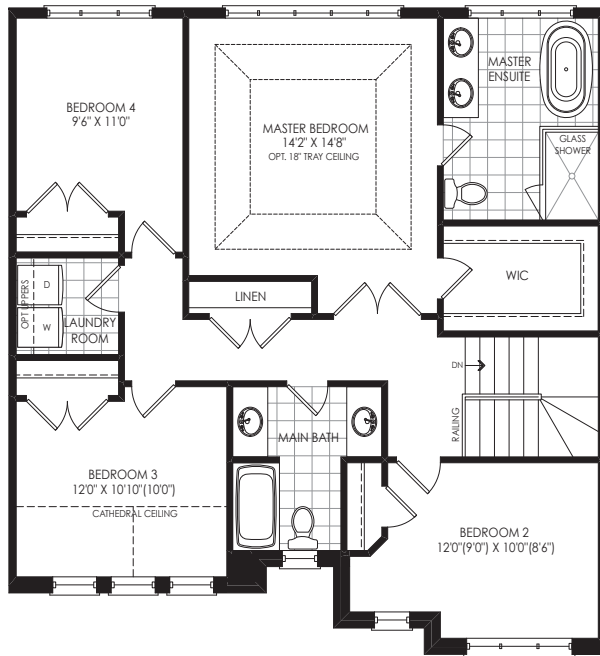 BEDROOM 4
9'6" X 11'0"
MASTER BEDROOM
14'2" X 14'8"
OPT. 18" TRAY CEILING
MASTER
ENSUITE
GLASS
SHOWER
WIC
LINEN
OPT UPPERS
D
W
LAUNDRY
ROOM
DN
RAILING
MAIN BATH
BEDROOM 3
12'0" X 10'10"(10'0")
CATHEDRAL CEILING
BEDROOM 2
12'0"(9'0") X 10'0"(8'6")